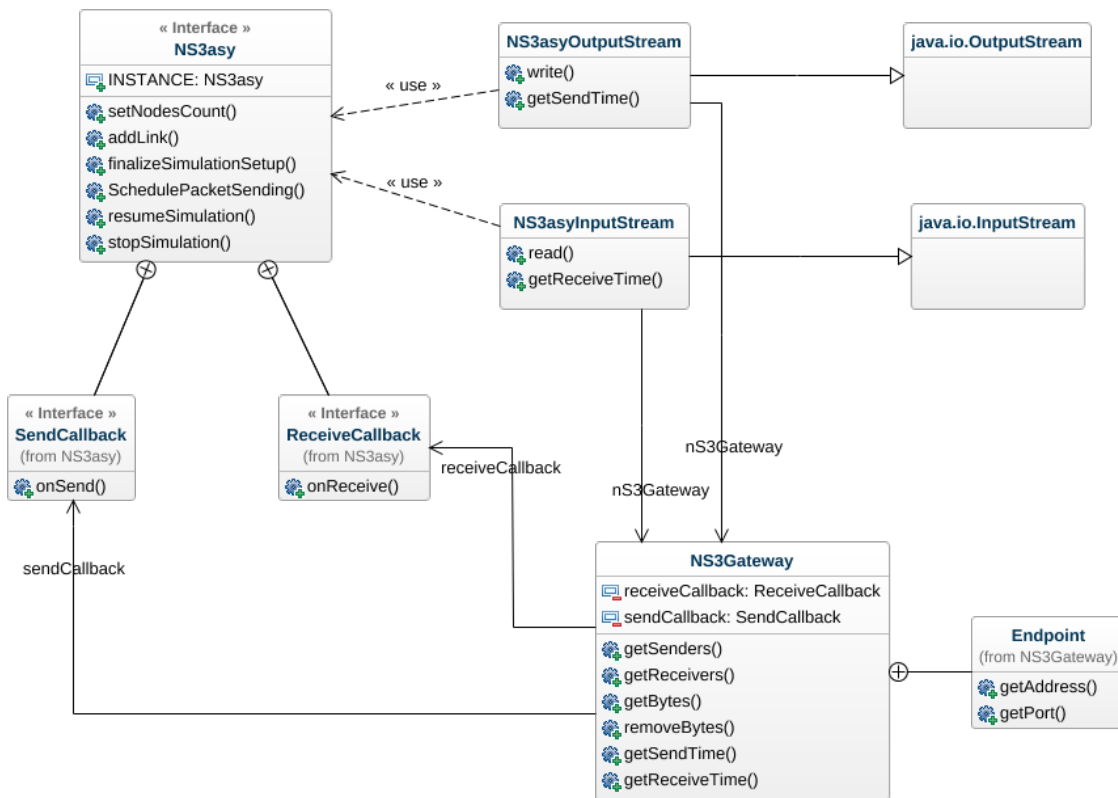 « Interface »
NS3asy
INSTANCE: NS3asy
setNodesCount()
addLink()
finalizeSimulationSetup()
SchedulePacketSending()
resumeSimulation()
stopSimulation()
« use »
« use »
NS3asyOutputStream
write()
getSendTime()
java.io.OutputStream
NS3asyInputStream
read()
getReceiveTime()
java.io.InputStream
« Interface »
SendCallback
(from NS3asy)
onSend()
« Interface »
ReceiveCallback
(from NS3asy)
onReceive()
receiveCallback
nS3Gateway
nS3Gateway
sendCallback
NS3Gateway
receiveCallback: ReceiveCallback
sendCallback: SendCallback
getSenders()
getReceivers()
getBytes()
removeBytes()
getSendTime()
getReceiveTime()
Endpoint
(from NS3Gateway)
getAddress()
getPort()